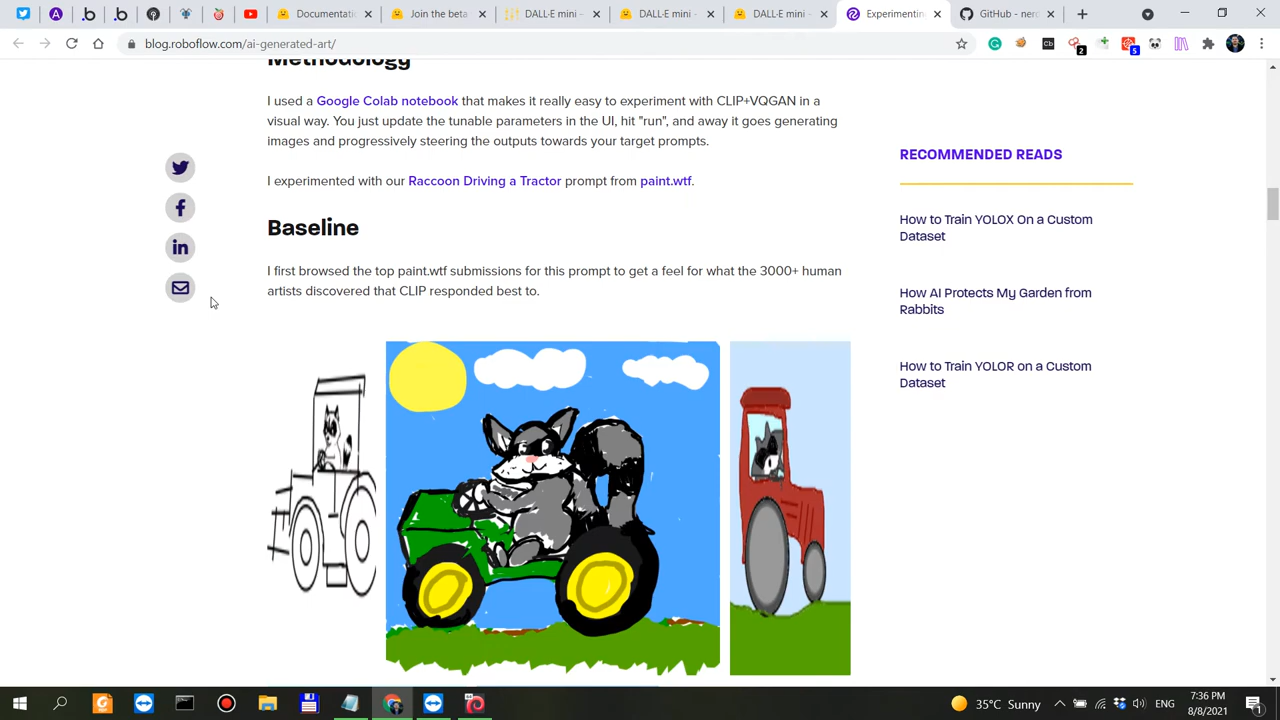 Documentatic
Join the beta
DALL-E mini -
DALL-E mini -
DALL-E mini -
Experimentin
GitHub - ner
blog.roboflow.com/ai-generated-art/
2
5
Methodology
I used a Google Colab notebook that makes it really easy to experiment with CLIP+VQGAN in a
visual way. You just update the tunable parameters in the UI, hit "run", and away it goes generating
images and progressively steering the outputs towards your target prompts.
I experimented with our Raccoon Driving a Tractor prompt from paint.wtf.
Baseline
I first browsed the top paint.wtf submissions for this prompt to get a feel for what the 3000+ human
artists discovered that CLIP responded best to.
RECOMMENDED READS
How to Train YOLOX On a Custom
Dataset
How AI Protects My Garden from
Rabbits
How to Train YOLOR on a Custom
Dataset
35°C Sunny
ENG
7:36 PM
8/8/2021
1